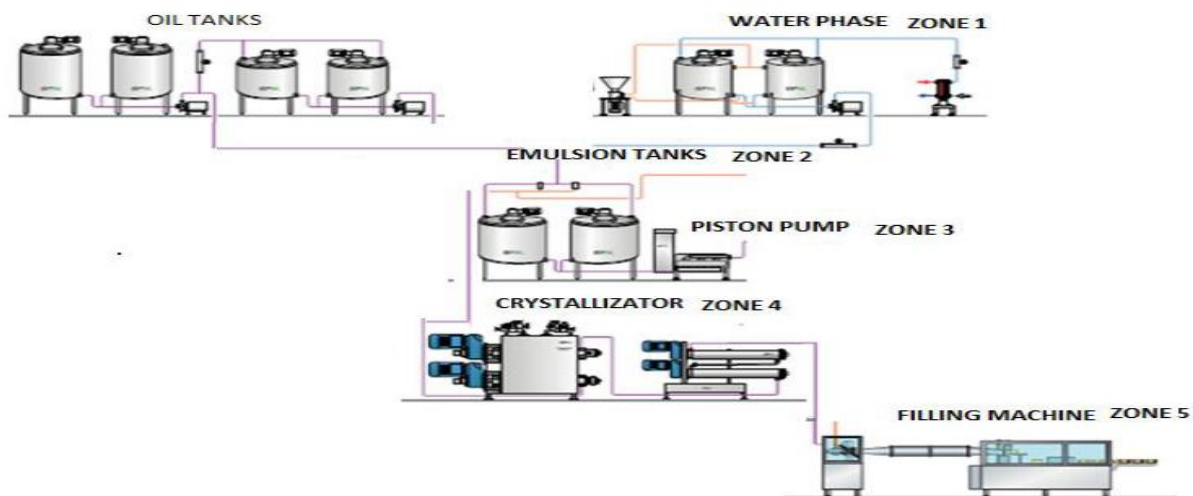 OIL TANKS
WATER PHASE ZONE 1
EMULSION TANKS ZONE 2
PISTON PUMP ZONE 3
CRYSTALLIZATOR ZONE 4
FILLING MACHINE ZONE 5